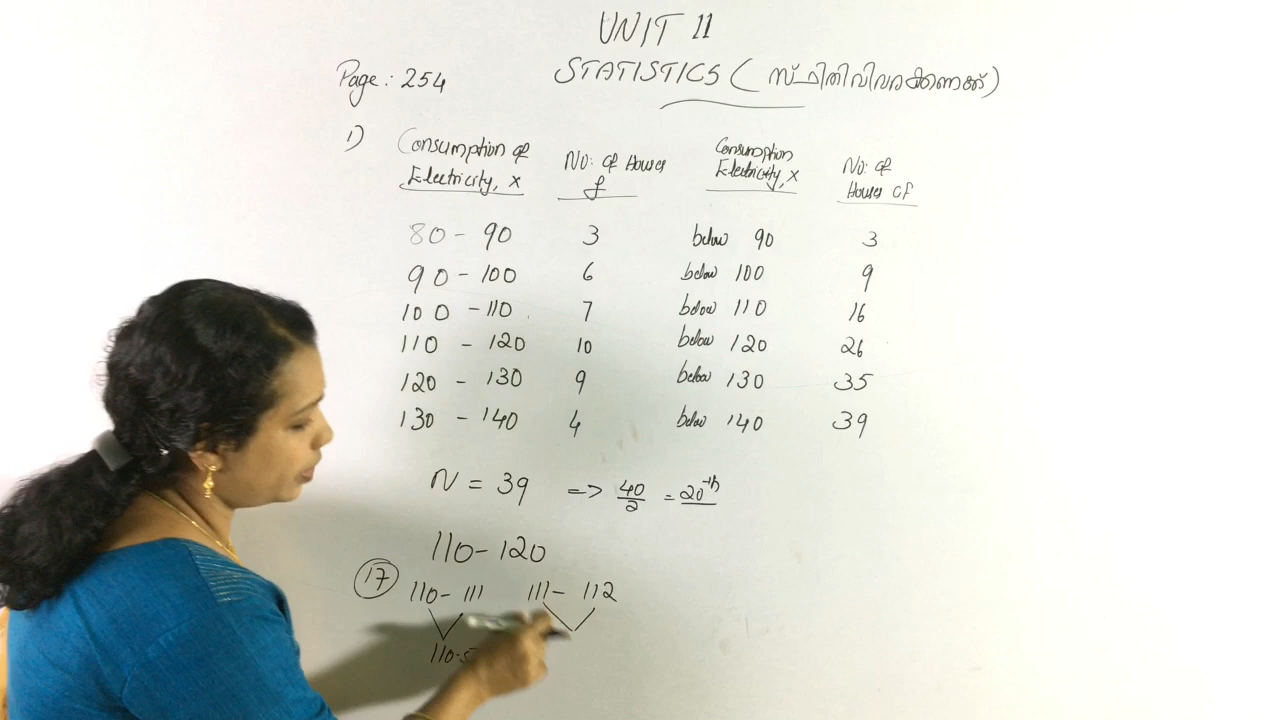 UNIT 11
STATISTICS ( സ്ഥിതിവിവരക്കണക്ക് )
Page : 254
1) Consumption of Electricity, x No: of Houses f Consumption Electricity, x No: of Houses cf
80 - 90 3 below 90 3
90 - 100 6 below 100 9
100 - 110 7 below 110 16
110 - 120 10 below 120 26
120 - 130 9 below 130 35
130 - 140 4 below 140 39
N = 39 => 40/2 = 20th
110 - 120
17 110 - 111 111 - 112
110.5